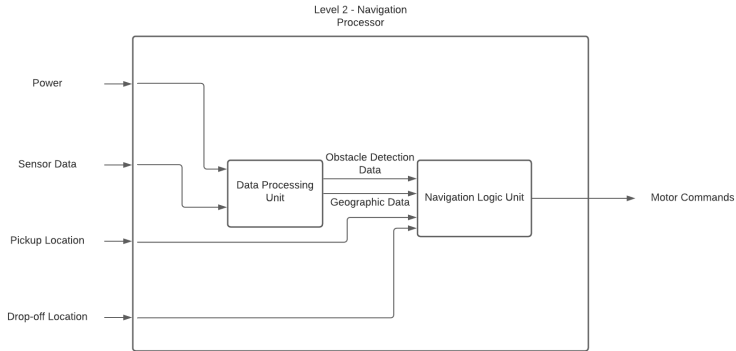 Level 2 - Navigation
Processor
Power
Sensor Data
Obstacle Detection
Data
Data Processing
Unit
Navigation Logic Unit
Motor Commands
Geographic Data
Pickup Location
Drop-off Location